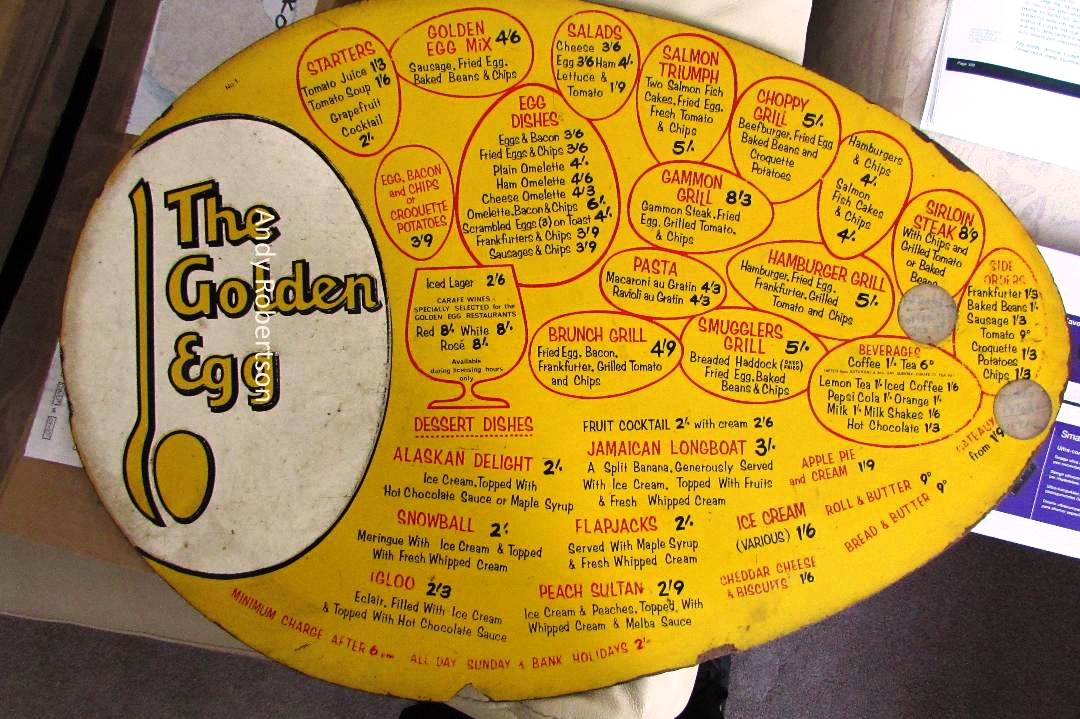 The
Golden
Egg
AndyRobertson
No. 1
STARTERS
Tomato Juice 1'3
Tomato Soup 1'6
Grapefruit
Cocktail
2/-
GOLDEN
EGG MIX 4'6
Sausage, Fried Egg.
Baked Beans & Chips
SALADS
Cheese 3'6
Egg 3'6 Ham 4/-
Lettuce &
Tomato 1'9
SALMON
TRIUMPH
Two Salmon Fish
Cakes, Fried Egg.
Fresh Tomato
& Chips
5/-
CHOPPY
GRILL 5/-
Beefburger, Fried Egg
Baked Beans and
Croquette
Potatoes
Hamburgers
& Chips
4/-
Salmon
Fish Cakes
& Chips
4/-
SIRLOIN
STEAK 8'9
With Chips and
Grilled Tomato
or Baked
Beans
SIDE
ORDERS
Frankfurter 1'3
Baked Beans 1/-
Sausage 1'3
Tomato 9ᴰ
Croquette
Potatoes 1'3
Chips 1'3
EGG, BACON
and CHIPS
or
CROQUETTE
POTATOES
3'9
EGG
DISHES
Eggs & Bacon 3'6
Fried Eggs & Chips 3'6
Plain Omelette 4/-
Ham Omelette 4'6
Cheese Omelette 4'3
Omelette, Bacon & Chips 6/-
Scrambled Eggs (3) on Toast 4/-
Frankfurters & Chips 3'9
Sausages & Chips 3'9
GAMMON
GRILL 8'3
Gammon Steak, Fried
Egg, Grilled Tomato,
& Chips
PASTA
Macaroni au Gratin 4'3
Ravioli au Gratin 4'3
HAMBURGER GRILL
Hamburger, Fried Egg. 5/-
Frankfurter, Grilled
Tomato and Chips
Iced Lager 2'6
CARAFE WINES -
SPECIALLY SELECTED for the
GOLDEN EGG RESTAURANTS
Red 8/- White 8/-
Rosé 8/-
Available
during licensing hours
only
BRUNCH GRILL
Fried Egg, Bacon, 4'9
Frankfurter, Grilled Tomato
and Chips
SMUGGLERS
GRILL 5/-
Breaded Haddock
Fried Egg, Baked
Beans & Chips
BEVERAGES
Coffee 1/- Tea 6ᴰ
Lemon Tea 1/- Iced Coffee 1'6
Pepsi Cola 1/- Orange 1/-
Milk 1/- Milk Shakes 1/6
Hot Chocolate 1'3
from 1'9
DESSERT DISHES
FRUIT COCKTAIL 2/- with cream 2'6
ALASKAN DELIGHT 2/-
Ice Cream, Topped With
Hot Chocolate Sauce or Maple Syrup
JAMAICAN LONGBOAT 3/-
A Split Banana, Generously Served
With Ice Cream, Topped With Fruits
& Fresh Whipped Cream
APPLE PIE
and CREAM 1'9
SNOWBALL 2/-
Meringue With Ice Cream & Topped
With Fresh Whipped Cream
FLAPJACKS 2/-
Served With Maple Syrup
& Fresh Whipped Cream
ICE CREAM
(VARIOUS) 1'6
ROLL & BUTTER 9ᴰ
BREAD & BUTTER 9ᴰ
IGLOO 2'3
Eclair, Filled With Ice Cream
& Topped With Hot Chocolate Sauce
PEACH SULTAN 2'9
Ice Cream & Peaches, Topped With
Whipped Cream & Melba Sauce
CHEDDAR CHEESE
& BISCUITS 1'6
MINIMUM CHARGE AFTER 6 P.M. ALL DAY SUNDAY & BANK HOLIDAYS 2/-